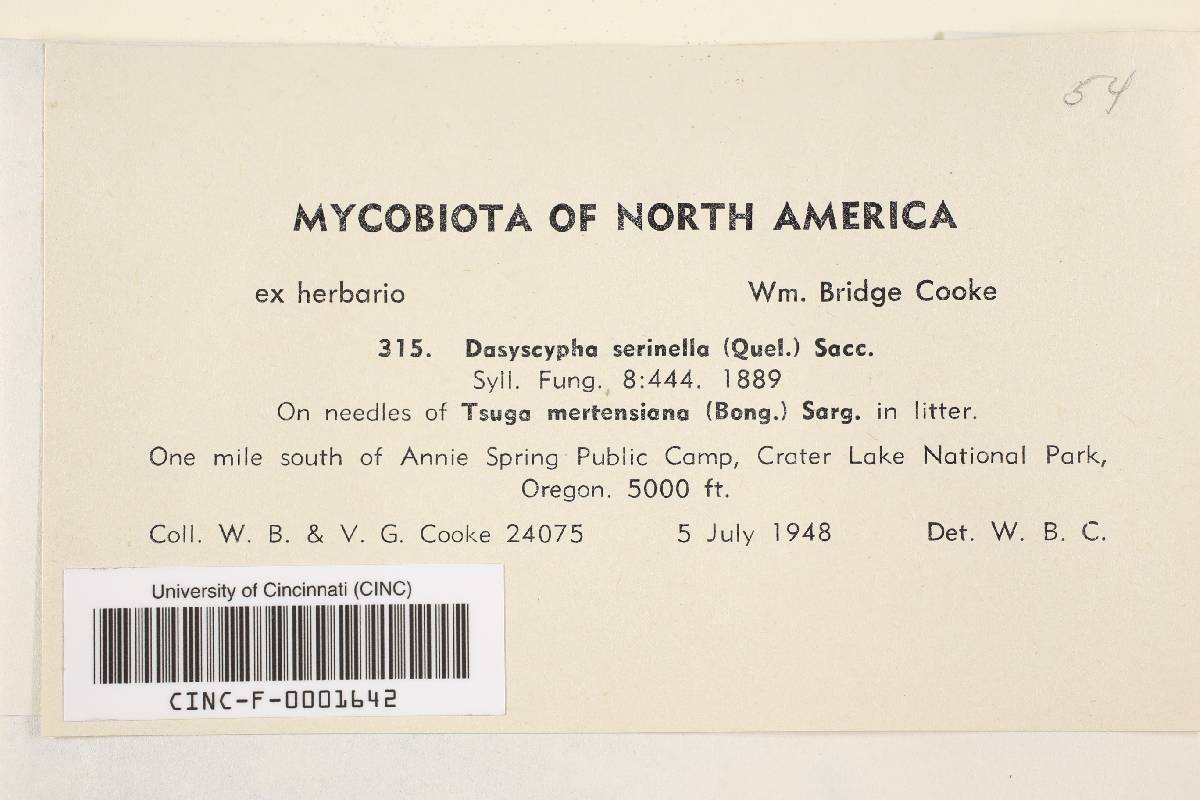 54
MYCOBIOTA OF NORTH AMERICA
ex herbario Wm. Bridge Cooke
315. Dasyscypha serinella (Quel.) Sacc.
Syll. Fung. 8:444. 1889
On needles of Tsuga mertensiana (Bong.) Sarg. in litter.
One mile south of Annie Spring Public Camp, Crater Lake National Park,
Oregon. 5000 ft.
Coll. W. B. & V. G. Cooke 24075 5 July 1948 Det. W. B. C.
University of Cincinnati (CINC)
CINC-F-0001642